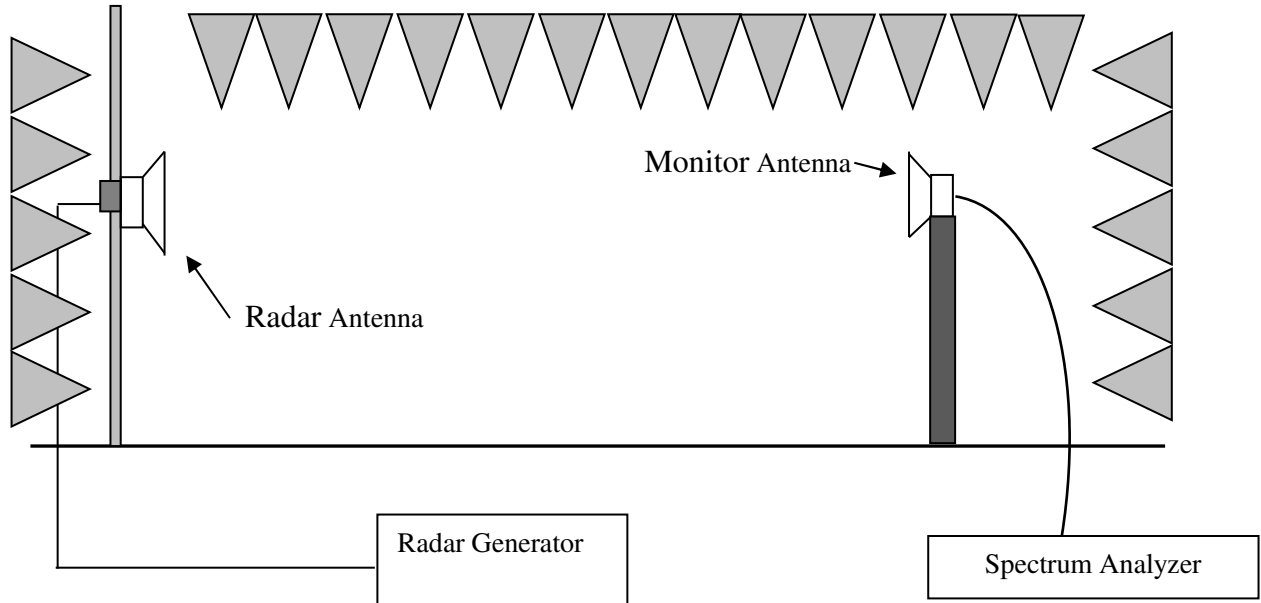 Monitor Antenna
Radar Antenna
Radar Generator
Spectrum Analyzer